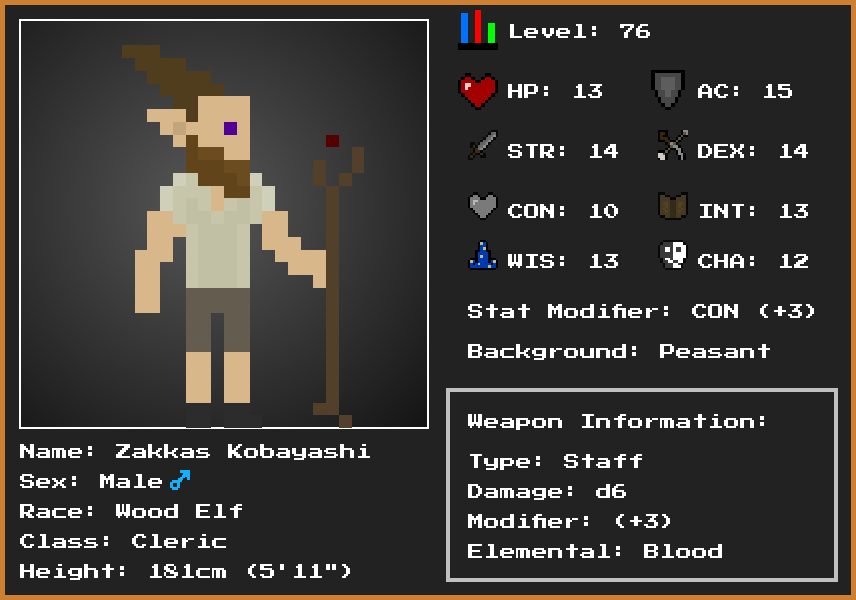 Level: 76
HP: 13
AC: 15
STR: 14
DEX: 14
CON: 10
INT: 13
WIS: 13
CHA: 12
Stat Modifier: CON (+3)
Background: Peasant
Weapon Information:
Type: Staff
Damage: d6
Modifier: (+3)
Elemental: Blood
Name: Zakkas Kobayashi
Sex: Male♂
Race: Wood Elf
Class: Cleric
Height: 181cm (5'11")